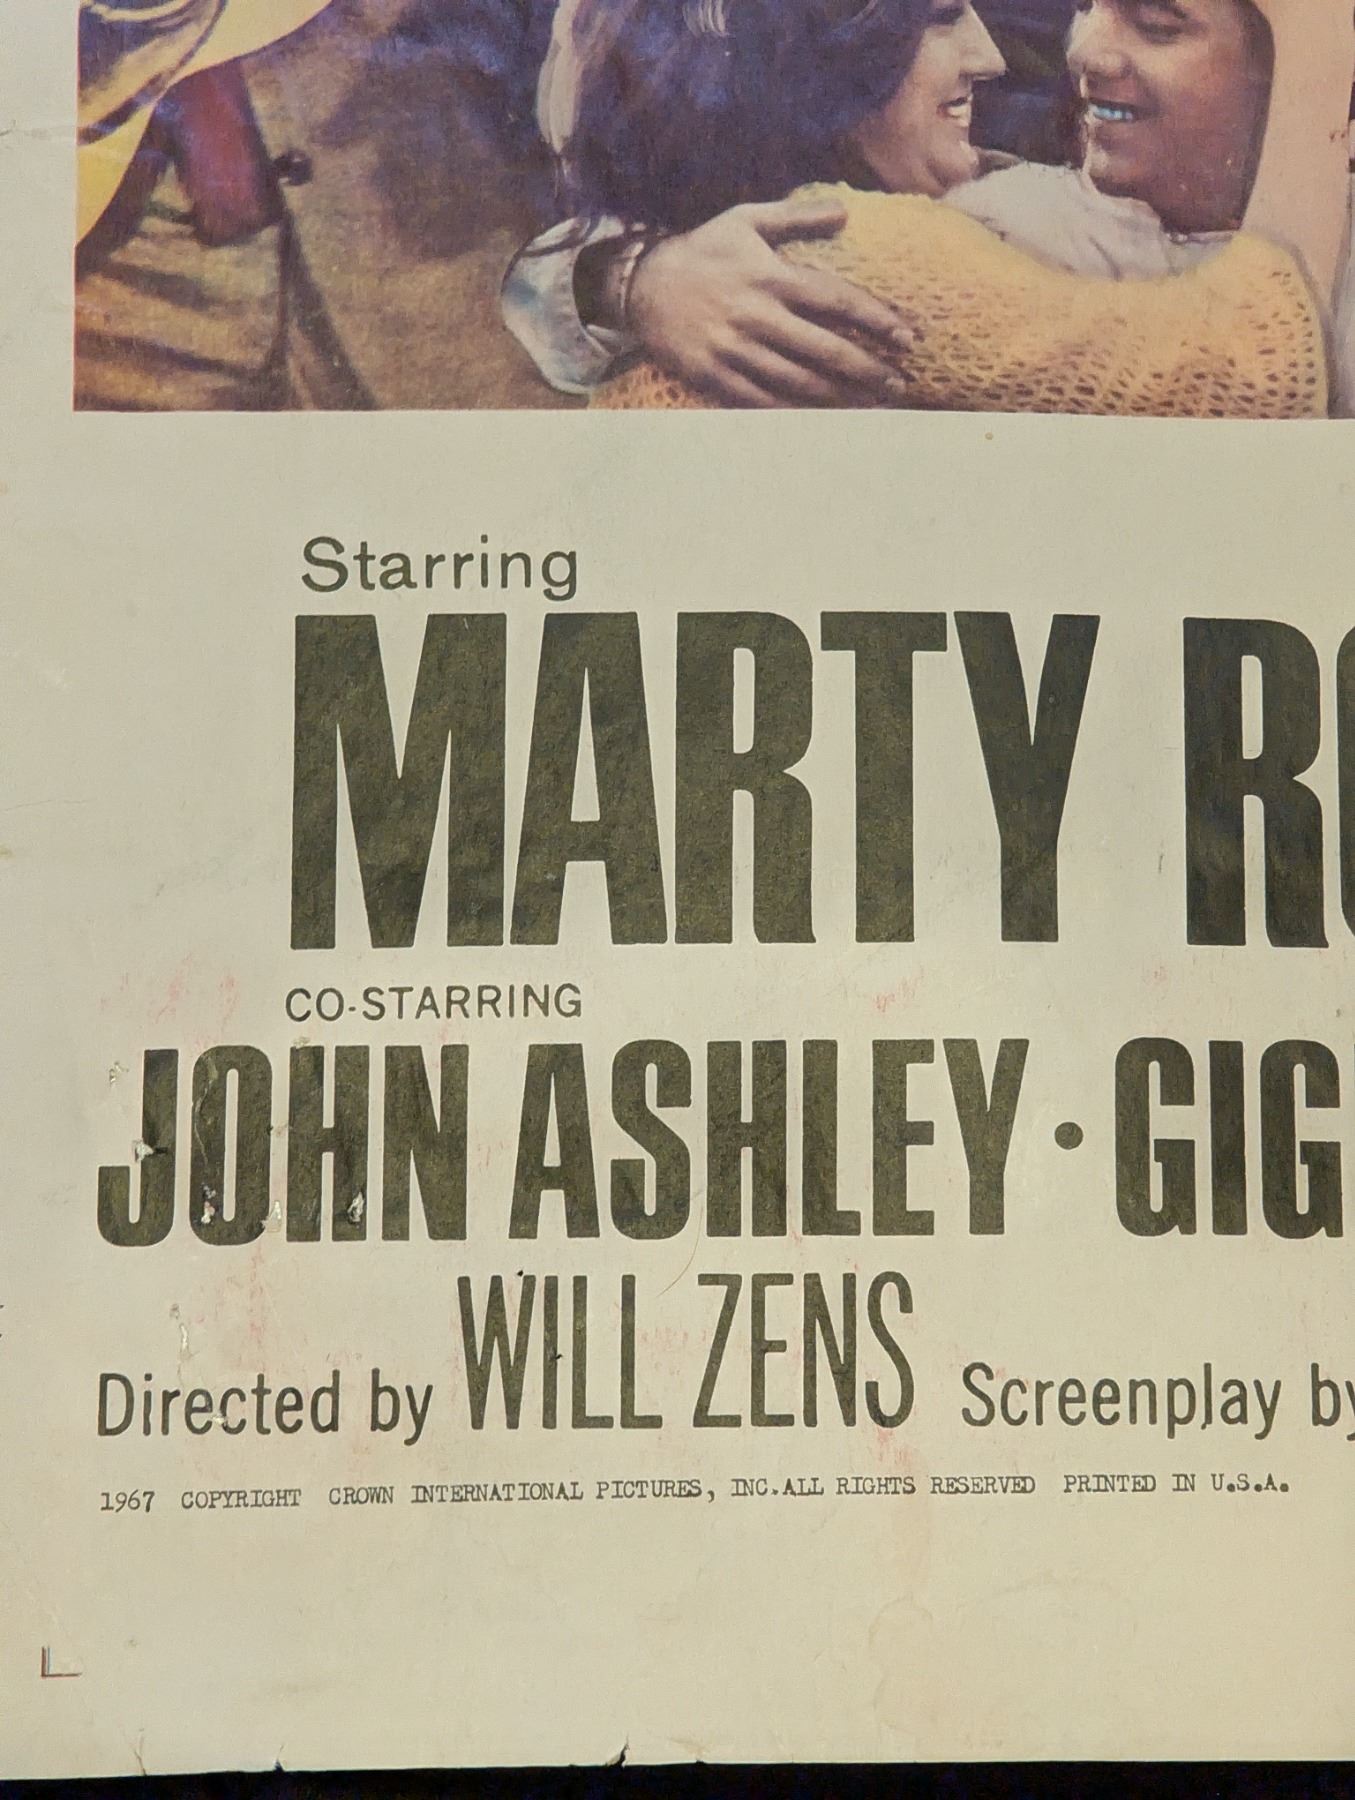 Starring
MARTY RO
CO-STARRING
JOHN ASHLEY · GIG
Directed by WILL ZENS Screenplay by
1967 COPYRIGHT CROWN INTERNATIONAL PICTURES, INC. ALL RIGHTS RESERVED PRINTED IN U.S.A.